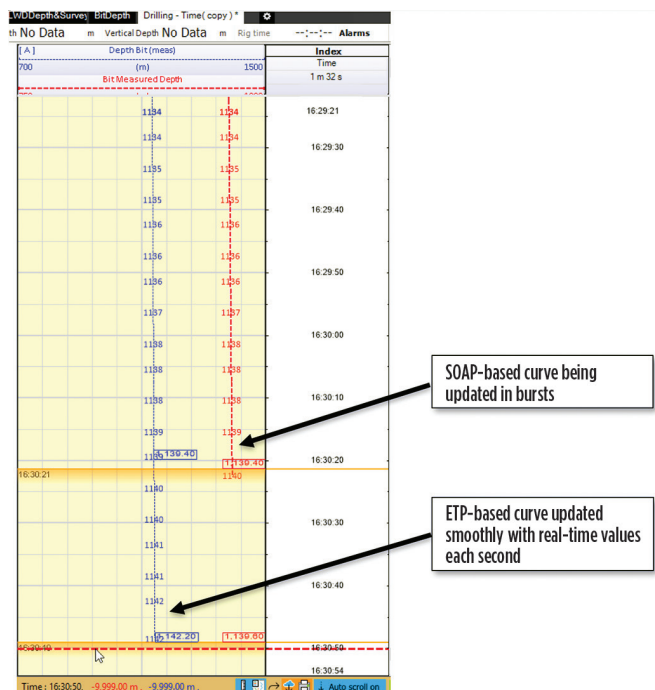 LWDDepth&Survey BitDepth Drilling - Time( copy ) *
th No Data m Vertical Depth No Data m Rig time --:--:-- Alarms
[ A ] Depth Bit (meas) Index
700 (m) 1500 Time
Bit Measured Depth 1 m 32 s
1134 1134 16:29:21
1134 1134
16:29:30
1135 1135
1135 1135
16:29:40
1136 1136
1136 1136
16:29:50
1136 1136
1137 1137
16:30:00
1138 1138
1138 1138
1138 1138
16:30:10
1139 1139
1,139.40
1,139.40
16:30:20
16:30:21 1140
1140
1140
16:30:30
1141
1141
16:30:40
1142
1,142.20 1,139.60
16:30:49 16:30:50
16:30:54
Time : 16:30:50, -9,999.00 m , -9,999.00 m , Auto scroll on
SOAP-based curve being
updated in bursts
ETP-based curve updated
smoothly with real-time values
each second